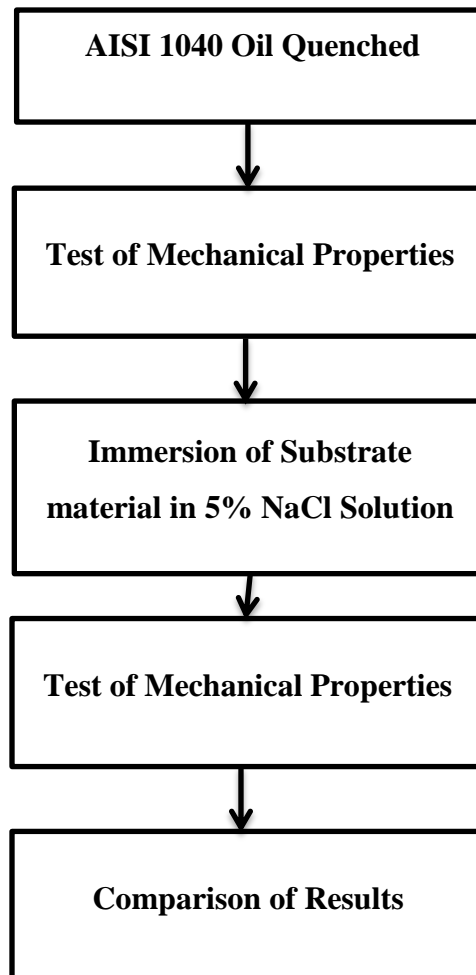 AISI 1040 Oil Quenched
Test of Mechanical Properties
Immersion of Substrate
material in 5% NaCl Solution
Test of Mechanical Properties
Comparison of Results